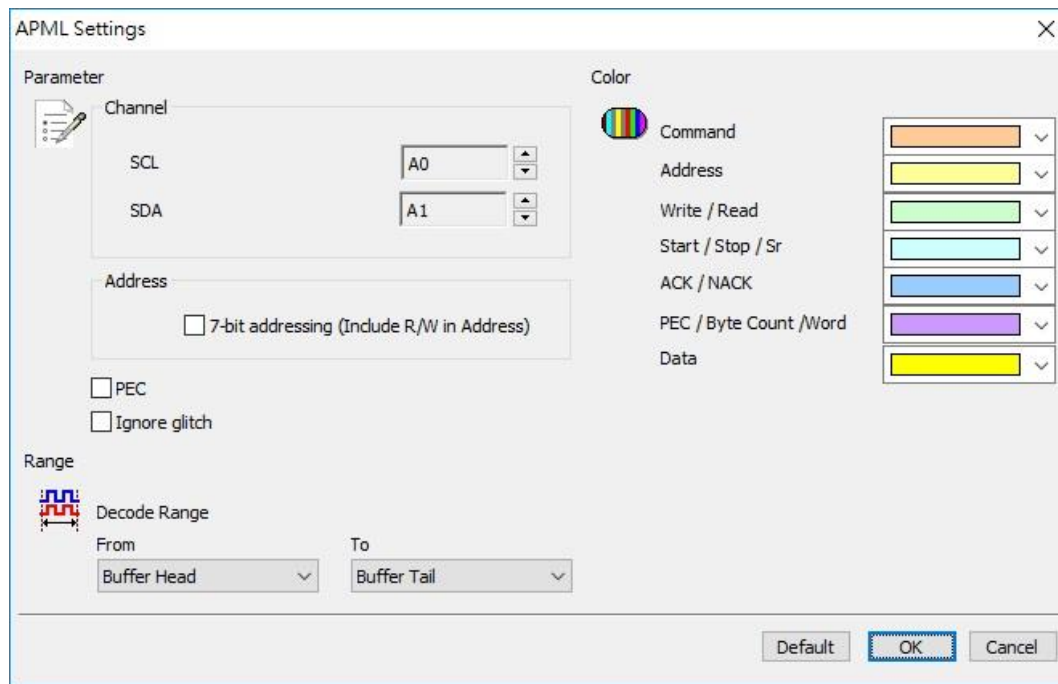 APML Settings
Parameter
Channel
SCL
A0
SDA
A1
Address
7-bit addressing (Include R/W in Address)
PEC
Ignore glitch
Color
Command
Address
Write / Read
Start / Stop / Sr
ACK / NACK
PEC / Byte Count /Word
Data
Range
Decode Range
From
To
Buffer Head
Buffer Tail
Default
OK
Cancel